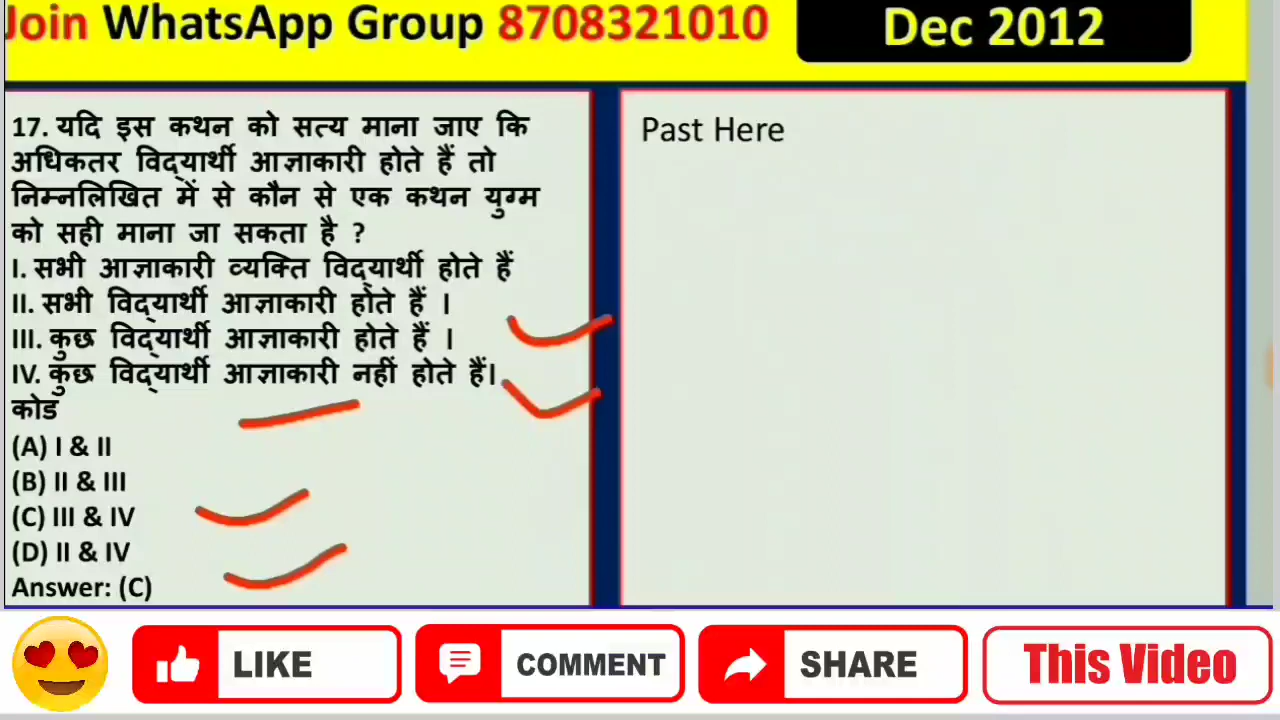 Join WhatsApp Group 8708321010
Dec 2012
17. यदि इस कथन को सत्य माना जाए कि
अधिकतर विद्यार्थी आज्ञाकारी होते हैं तो
निम्नलिखित में से कौन से एक कथन युग्म
को सही माना जा सकता है ?
I. सभी आज्ञाकारी व्यक्ति विद्यार्थी होते हैं
II. सभी विद्यार्थी आज्ञाकारी होते हैं ।
III. कुछ विद्यार्थी आज्ञाकारी होते हैं ।
IV. कुछ विद्यार्थी आज्ञाकारी नहीं होते हैं।
कोड
(A) I & II
(B) II & III
(C) III & IV
(D) II & IV
Answer: (C)
Past Here
LIKE
COMMENT
SHARE
This Video